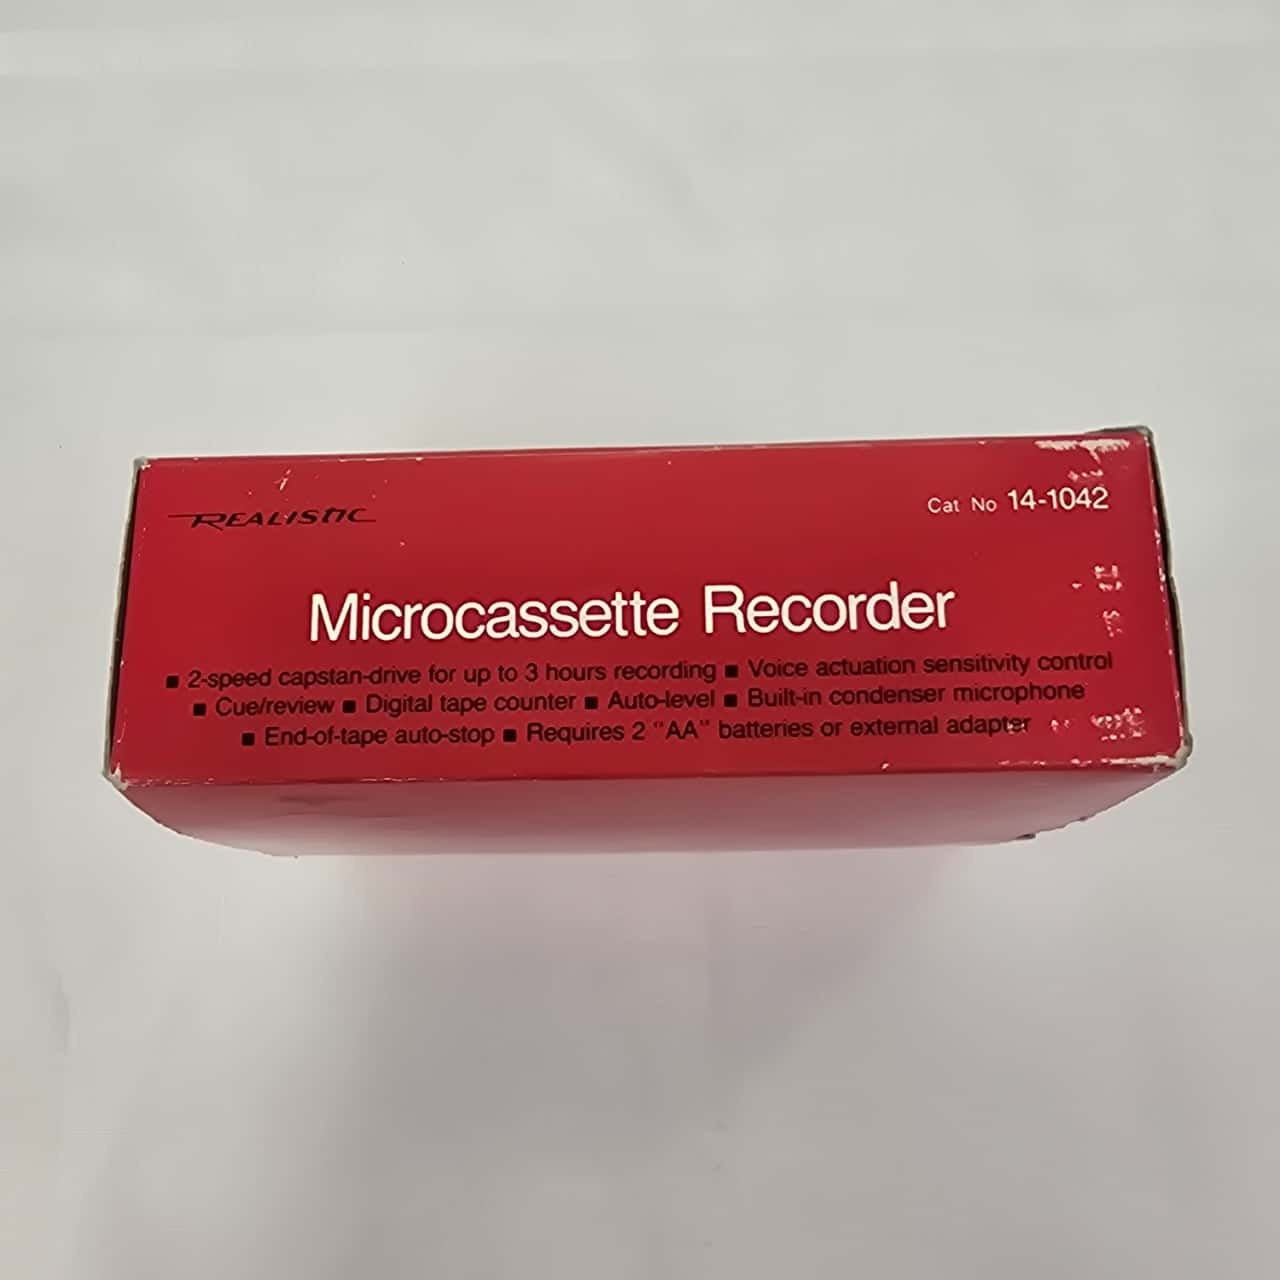 REALISTIC
Cat No 14-1042
Microcassette Recorder
■ 2-speed capstan-drive for up to 3 hours recording ■ Voice actuation sensitivity control
■ Cue/review ■ Digital tape counter ■ Auto-level ■ Built-in condenser microphone
■ End-of-tape auto-stop ■ Requires 2 "AA" batteries or external adapter